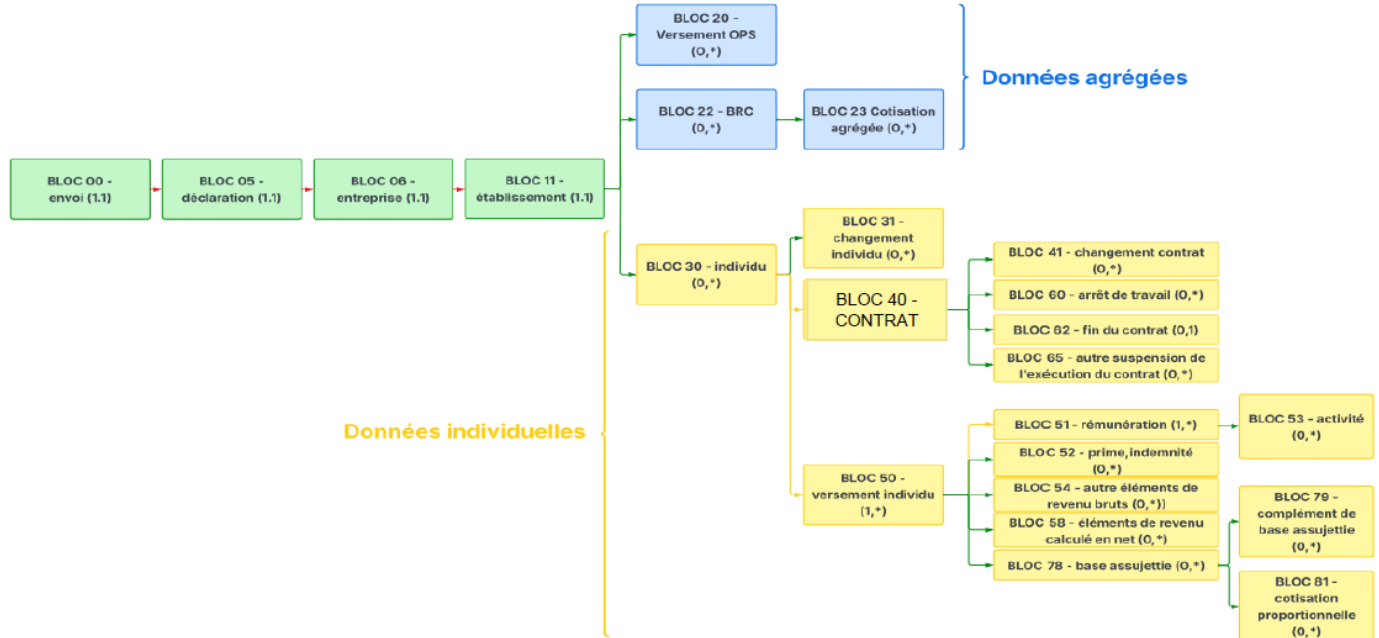 BLOC 20 -
Versement OPS
(0,*)
Données agrégées
BLOC 22 - BRC
(0,*)
BLOC 23 Cotisation
agrégée (0,*)
BLOC 00 -
envoi (1.1)
BLOC 05 -
déclaration (1.1)
BLOC 06 -
entreprise (1.1)
BLOC 11 -
établissement (1.1)
BLOC 30 - individu
(0,*)
BLOC 31 -
changement
individu (0,*)
BLOC 40 -
CONTRAT
BLOC 41 - changement contrat
(0,*)
BLOC 60 - arrêt de travail (0,*)
BLOC 62 - fin du contrat (0,1)
BLOC 65 - autre suspension de
l'exécution du contrat (0,*)
Données individuelles
BLOC 50 -
versement individu
(1,*)
BLOC 51 - rémunération (1,*)
BLOC 53 - activité
(0,*)
BLOC 52 - prime,indemnité
(0,*)
BLOC 54 - autre éléments de
revenu bruts (0,*))
BLOC 58 - éléments de revenu
calculé en net (0,*)
BLOC 78 - base assujettie (0,*)
BLOC 79 -
complément de
base assujettie
(0,*)
BLOC 81 -
cotisation
proportionnelle
(0,*)